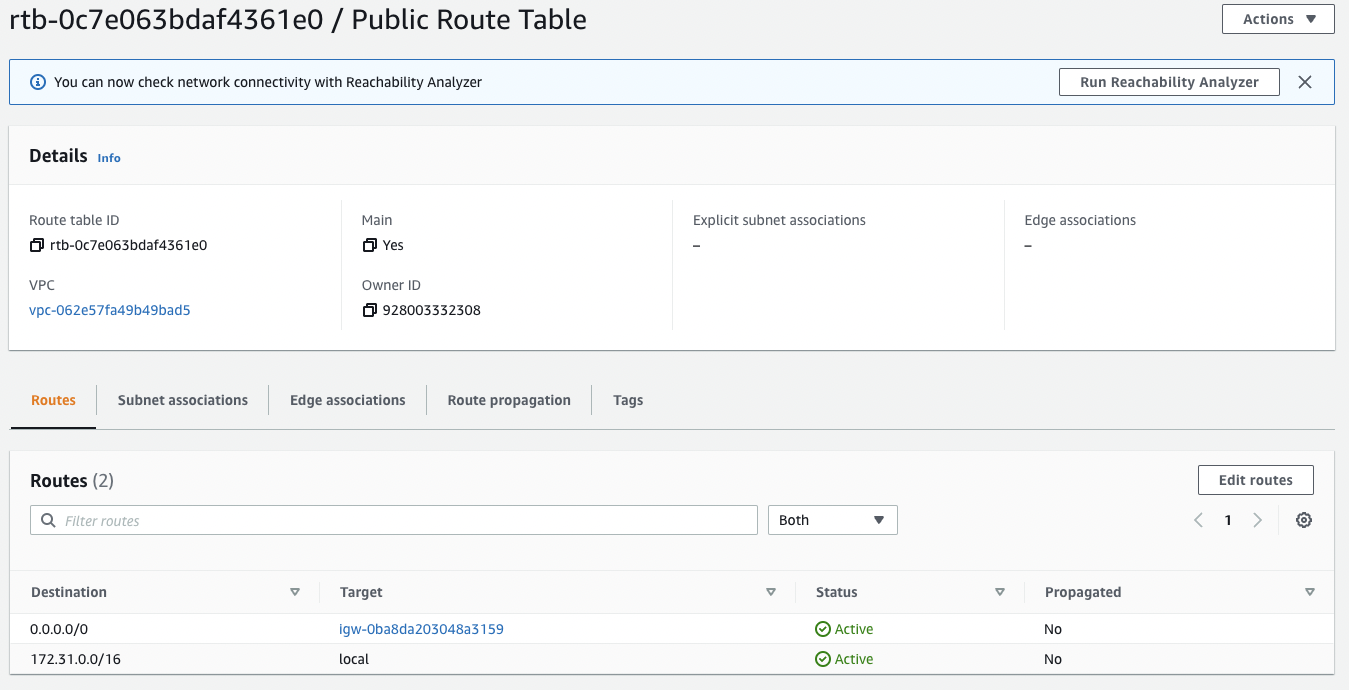 rtb-0c7e063bdaf4361e0 / Public Route Table
Actions
You can now check network connectivity with Reachability Analyzer
Run Reachability Analyzer
Details Info
Route table ID
rtb-0c7e063bdaf4361e0
Main
Yes
Explicit subnet associations
–
Edge associations
–
VPC
vpc-062e57fa49b49bad5
Owner ID
928003332308
Routes
Subnet associations
Edge associations
Route propagation
Tags
Routes (2)
Edit routes
Filter routes
Both
1
Destination Target Status Propagated
0.0.0.0/0 igw-0ba8da203048a3159 Active No
172.31.0.0/16 local Active No